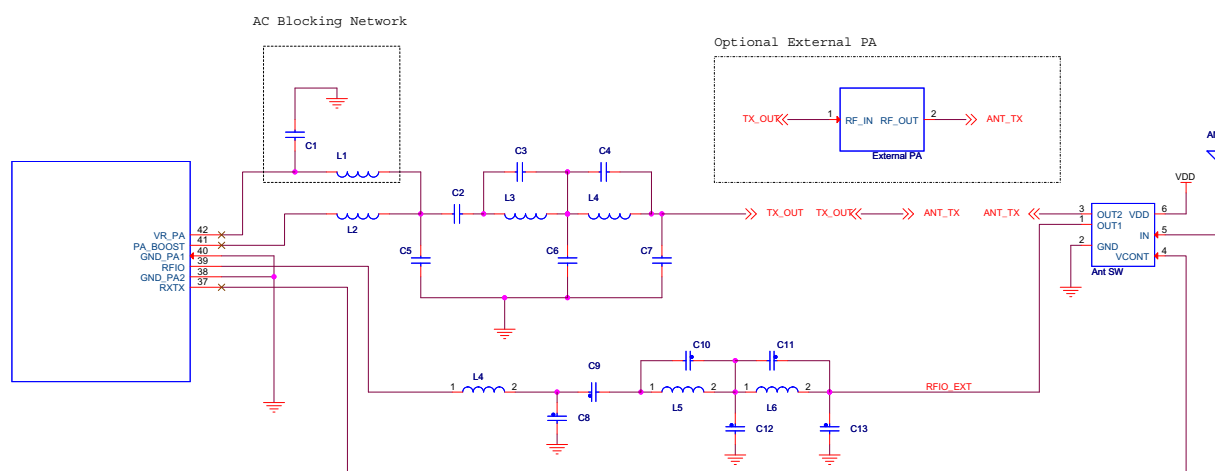 AC Blocking Network
Optional External PA
C1
L1
C3
C4
TX_OUT
1
RF_IN
RF_OUT
2
ANT_TX
External PA
VDD
L2
C2
L3
L4
TX_OUT
TX_OUT
ANT_TX
ANT_TX
3
OUT2
VDD
6
1
OUT1
IN
5
2
GND
VCONT
4
Ant SW
VR_PA
42
PA_BOOST
41
GND_PA1
40
RFIO
39
GND_PA2
38
RXTX
37
C5
C6
C7
C10
C11
1
L4
2
C9
1
L5
2
1
L6
2
RFIO_EXT
C8
C12
C13